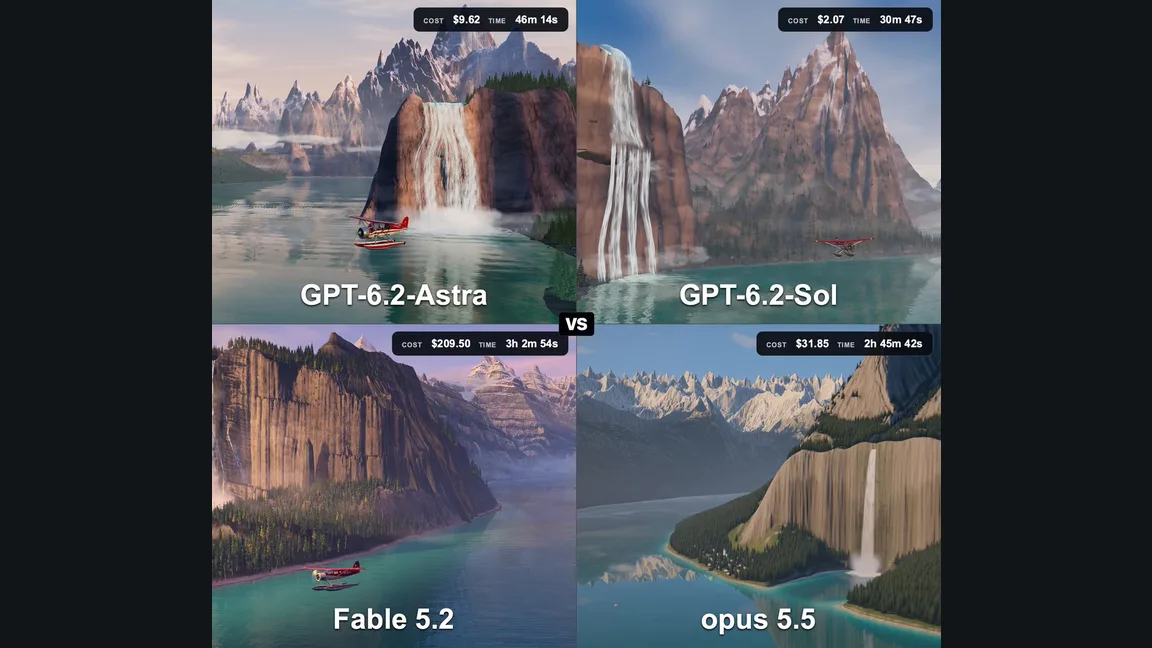 COST $9.62 TIME 46m 14s
COST $2.07 TIME 30m 47s
GPT-6.2-Astra
GPT-6.2-Sol
VS
COST $209.50 TIME 3h 2m 54s
COST $31.85 TIME 2h 45m 42s
Fable 5.2
opus 5.5